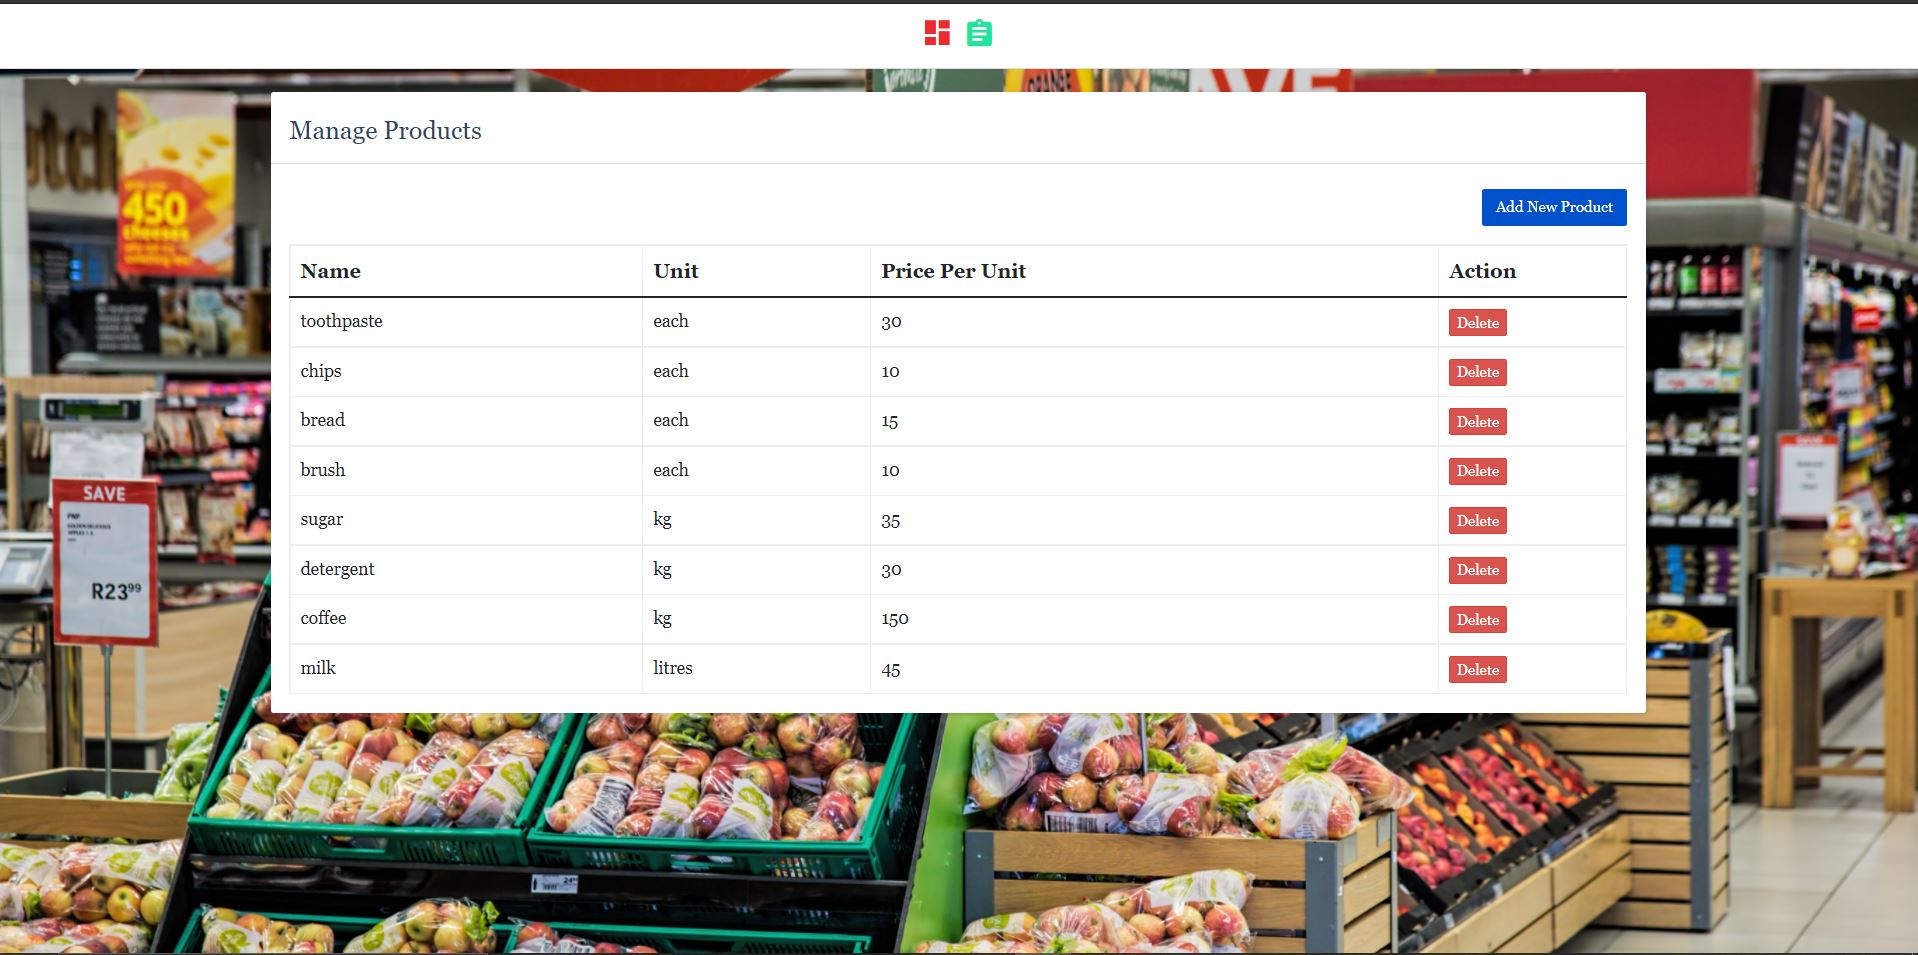 ORANGE
Manage Products
Add New Product
Name Unit Price Per Unit Action
toothpaste each 30 Delete
chips each 10 Delete
bread each 15 Delete
brush each 10 Delete
sugar kg 35 Delete
detergent kg 30 Delete
coffee kg 150 Delete
milk litres 45 Delete
450
cheeses
SAVE
R23⁹⁹